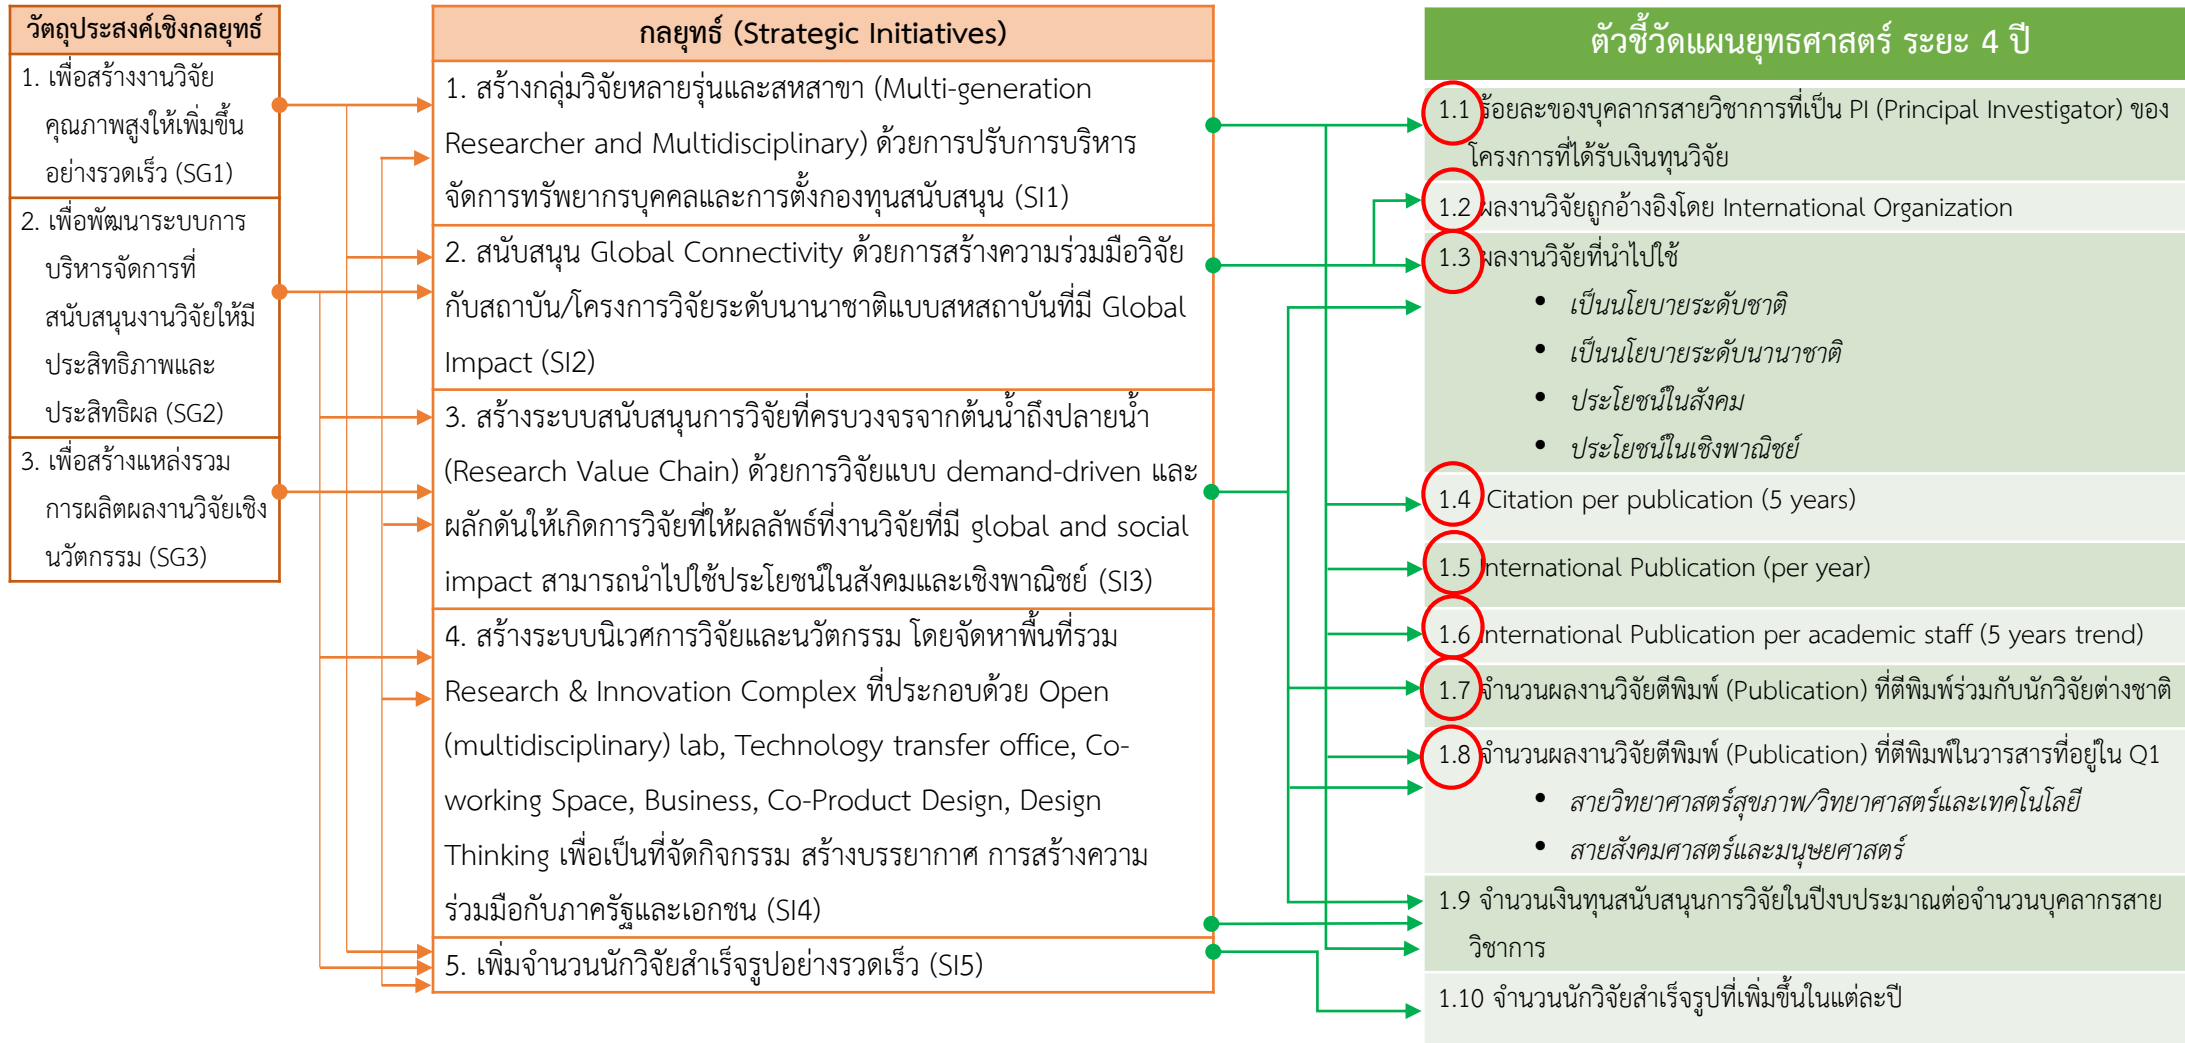 วัตถุประสงค์เชิงกลยุทธ์
1. เพื่อสร้างงานวิจัย
คุณภาพสูงให้เพิ่มขึ้น
อย่างรวดเร็ว (SG1)
2. เพื่อพัฒนาระบบการ
บริหารจัดการที่
สนับสนุนงานวิจัยให้มี
ประสิทธิภาพและ
ประสิทธิผล (SG2)
3. เพื่อสร้างแหล่งรวม
การผลิตผลงานวิจัยเชิง
นวัตกรรม (SG3)
กลยุทธ์ (Strategic Initiatives)
1. สร้างกลุ่มวิจัยหลายรุ่นและสหสาขา (Multi-generation
Researcher and Multidisciplinary) ด้วยการปรับการบริหาร
จัดการทรัพยากรบุคคลและการตั้งกองทุนสนับสนุน (SI1)
2. สนับสนุน Global Connectivity ด้วยการสร้างความร่วมมือวิจัย
กับสถาบัน/โครงการวิจัยระดับนานาชาติแบบสหสถาบันที่มี Global
Impact (SI2)
3. สร้างระบบสนับสนุนการวิจัยที่ครบวงจรจากต้นน้ำถึงปลายน้ำ
(Research Value Chain) ด้วยการวิจัยแบบ demand-driven และ
ผลักดันให้เกิดการวิจัยที่ให้ผลลัพธ์ที่งานวิจัยที่มี global and social
impact สามารถนำไปใช้ประโยชน์ในสังคมและเชิงพาณิชย์ (SI3)
4. สร้างระบบนิเวศการวิจัยและนวัตกรรม โดยจัดหาพื้นที่รวม
Research & Innovation Complex ที่ประกอบด้วย Open
(multidisciplinary) lab, Technology transfer office, Co-
working Space, Business, Co-Product Design, Design
Thinking เพื่อเป็นที่จัดกิจกรรม สร้างบรรยากาศ การสร้างความ
ร่วมมือกับภาครัฐและเอกชน (SI4)
5. เพิ่มจำนวนนักวิจัยสำเร็จรูปอย่างรวดเร็ว (SI5)
ตัวชี้วัดแผนยุทธศาสตร์ ระยะ 4 ปี
1.1 ร้อยละของบุคลากรสายวิชาการที่เป็น PI (Principal Investigator) ของ
โครงการที่ได้รับเงินทุนวิจัย
1.2 ผลงานวิจัยถูกอ้างอิงโดย International Organization
1.3 ผลงานวิจัยที่นำไปใช้
• เป็นนโยบายระดับชาติ
• เป็นนโยบายระดับนานาชาติ
• ประโยชน์ในสังคม
• ประโยชน์ในเชิงพาณิชย์
1.4 Citation per publication (5 years)
1.5 International Publication (per year)
1.6 International Publication per academic staff (5 years trend)
1.7 จำนวนผลงานวิจัยตีพิมพ์ (Publication) ที่ตีพิมพ์ร่วมกับนักวิจัยต่างชาติ
1.8 จำนวนผลงานวิจัยตีพิมพ์ (Publication) ที่ตีพิมพ์ในวารสารที่อยู่ใน Q1
• สายวิทยาศาสตร์สุขภาพ/วิทยาศาสตร์และเทคโนโลยี
• สายสังคมศาสตร์และมนุษยศาสตร์
1.9 จำนวนเงินทุนสนับสนุนการวิจัยในปีงบประมาณต่อจำนวนบุคลากรสาย
วิชาการ
1.10 จำนวนนักวิจัยสำเร็จรูปที่เพิ่มขึ้นในแต่ละปี